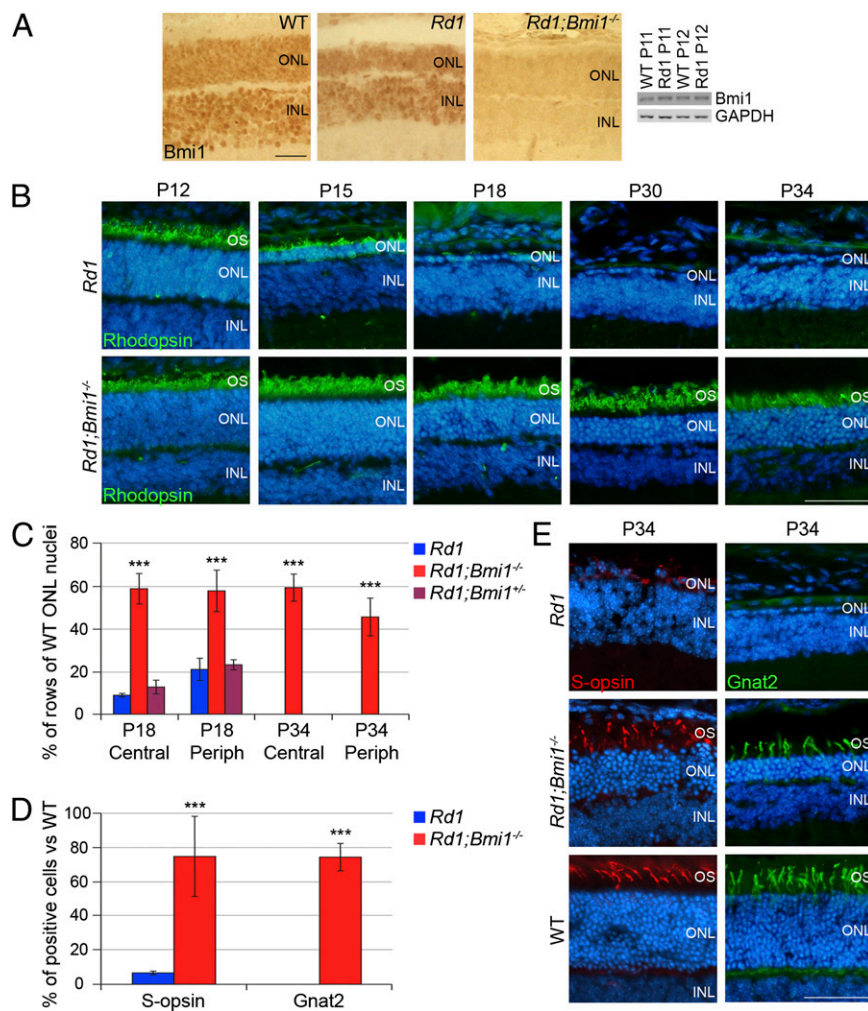 A
WT
ONL
INL
Bmi1
Rd1
ONL
INL
Rd1;Bmi1-/-
ONL
INL
WT P11
Rd1 P11
WT P12
Rd1 P12
Bmi1
GAPDH
B
P12 P15 P18 P30 P34
Rd1
OS
ONL
INL
Rhodopsin
ONL
INL
ONL
INL
ONL
INL
ONL
INL
Rd1;Bmi1-/-
OS
ONL
INL
Rhodopsin
OS
ONL
INL
OS
ONL
INL
OS
ONL
INL
OS
ONL
INL
C
% of rows of WT ONL nuclei
80
60
40
20
0
*** *** *** ***
P18 Central
P18 Periph
P34 Central
P34 Periph
Rd1
Rd1;Bmi1-/-
Rd1;Bmi1+/-
D
% of positive cells vs WT
120
100
80
60
40
20
0
*** ***
S-opsin Gnat2
Rd1
Rd1;Bmi1-/-
E
P34 P34
Rd1
ONL
INL
S-opsin
ONL
INL
Gnat2
Rd1;Bmi1-/-
OS
ONL
INL
OS
ONL
INL
WT
OS
ONL
INL
OS
ONL
INL